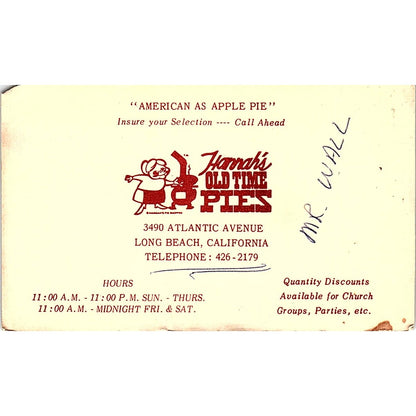 "AMERICAN AS APPLE PIE"
Insure your Selection ---- Call Ahead
Hannah's
OLD TIME
PIES
3490 ATLANTIC AVENUE
LONG BEACH, CALIFORNIA
TELEPHONE: 426-2179
MR. WALL
HOURS
11:00 A.M. - 11:00 P.M. SUN. - THURS.
11:00 A.M. - MIDNIGHT FRI. & SAT.
Quantity Discounts
Available for Church
Groups, Parties, etc.